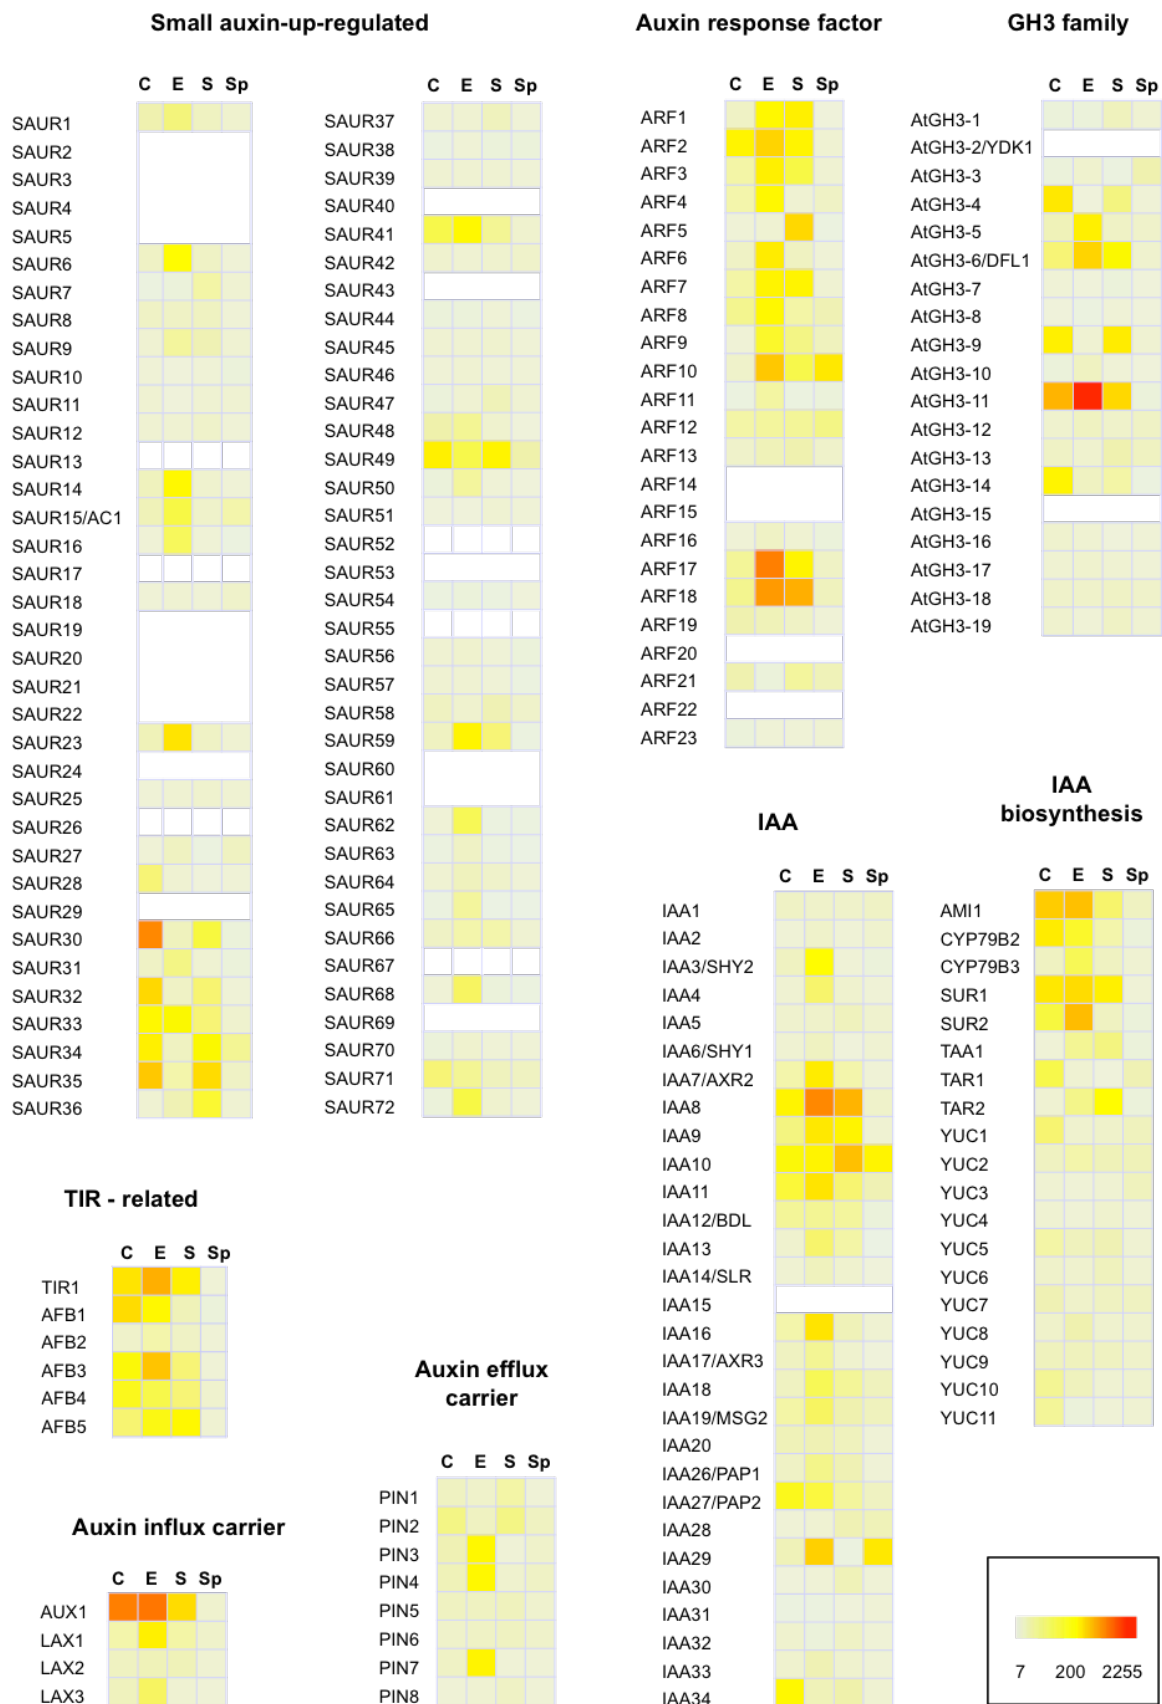 Small auxin-up-regulated
C E S Sp
SAUR1
SAUR2
SAUR3
SAUR4
SAUR5
SAUR6
SAUR7
SAUR8
SAUR9
SAUR10
SAUR11
SAUR12
SAUR13
SAUR14
SAUR15/AC1
SAUR16
SAUR17
SAUR18
SAUR19
SAUR20
SAUR21
SAUR22
SAUR23
SAUR24
SAUR25
SAUR26
SAUR27
SAUR28
SAUR29
SAUR30
SAUR31
SAUR32
SAUR33
SAUR34
SAUR35
SAUR36
C E S Sp
SAUR37
SAUR38
SAUR39
SAUR40
SAUR41
SAUR42
SAUR43
SAUR44
SAUR45
SAUR46
SAUR47
SAUR48
SAUR49
SAUR50
SAUR51
SAUR52
SAUR53
SAUR54
SAUR55
SAUR56
SAUR57
SAUR58
SAUR59
SAUR60
SAUR61
SAUR62
SAUR63
SAUR64
SAUR65
SAUR66
SAUR67
SAUR68
SAUR69
SAUR70
SAUR71
SAUR72
Auxin response factor
C E S Sp
ARF1
ARF2
ARF3
ARF4
ARF5
ARF6
ARF7
ARF8
ARF9
ARF10
ARF11
ARF12
ARF13
ARF14
ARF15
ARF16
ARF17
ARF18
ARF19
ARF20
ARF21
ARF22
ARF23
GH3 family
C E S Sp
AtGH3-1
AtGH3-2/YDK1
AtGH3-3
AtGH3-4
AtGH3-5
AtGH3-6/DFL1
AtGH3-7
AtGH3-8
AtGH3-9
AtGH3-10
AtGH3-11
AtGH3-12
AtGH3-13
AtGH3-14
AtGH3-15
AtGH3-16
AtGH3-17
AtGH3-18
AtGH3-19
TIR - related
C E S Sp
TIR1
AFB1
AFB2
AFB3
AFB4
AFB5
Auxin influx carrier
C E S Sp
AUX1
LAX1
LAX2
LAX3
Auxin efflux
carrier
C E S Sp
PIN1
PIN2
PIN3
PIN4
PIN5
PIN6
PIN7
PIN8
IAA
C E S Sp
IAA1
IAA2
IAA3/SHY2
IAA4
IAA5
IAA6/SHY1
IAA7/AXR2
IAA8
IAA9
IAA10
IAA11
IAA12/BDL
IAA13
IAA14/SLR
IAA15
IAA16
IAA17/AXR3
IAA18
IAA19/MSG2
IAA20
IAA26/PAP1
IAA27/PAP2
IAA28
IAA29
IAA30
IAA31
IAA32
IAA33
IAA34
IAA
biosynthesis
C E S Sp
AMI1
CYP79B2
CYP79B3
SUR1
SUR2
TAA1
TAR1
TAR2
YUC1
YUC2
YUC3
YUC4
YUC5
YUC6
YUC7
YUC8
YUC9
YUC10
YUC11
7 200 2255